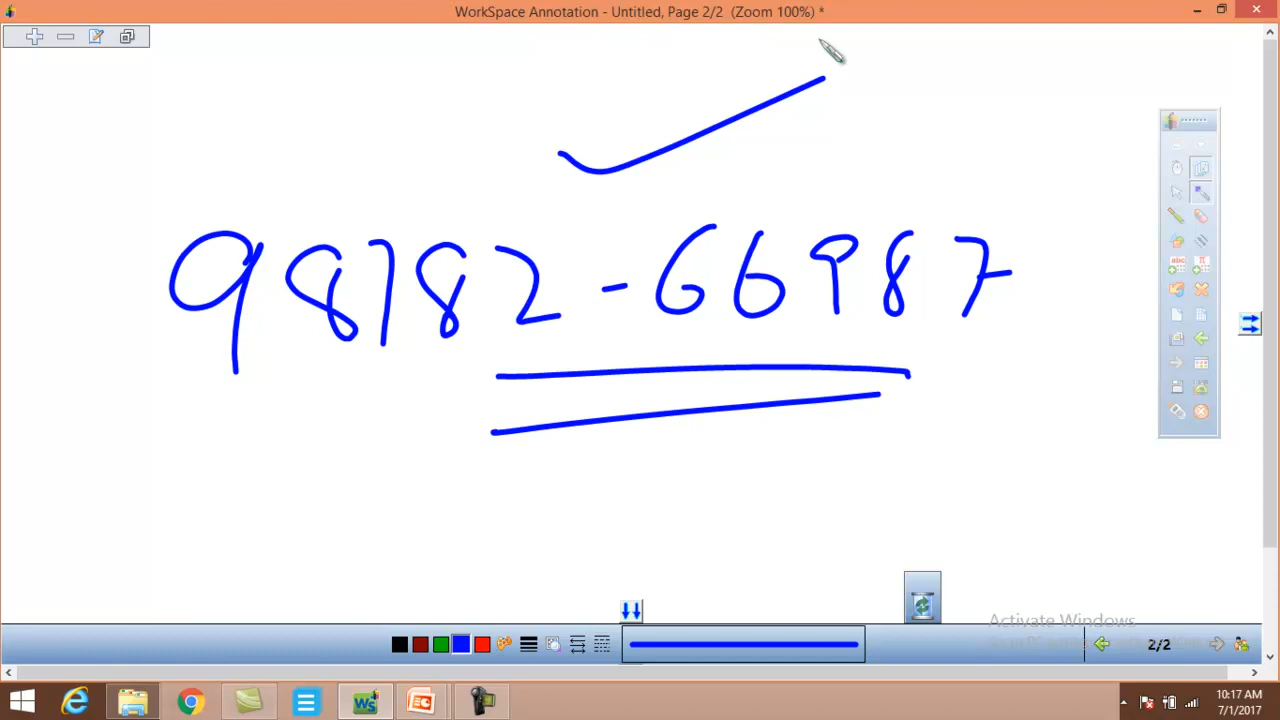 WorkSpace Annotation - Untitled, Page 2/2 (Zoom 100%) *
98782-66987
Activate Windows
2/2
10:17 AM
7/1/2017